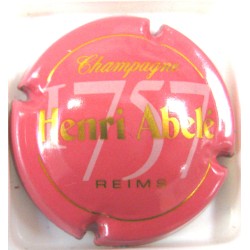 Champagne
1757
Henri Abelé
REIMS